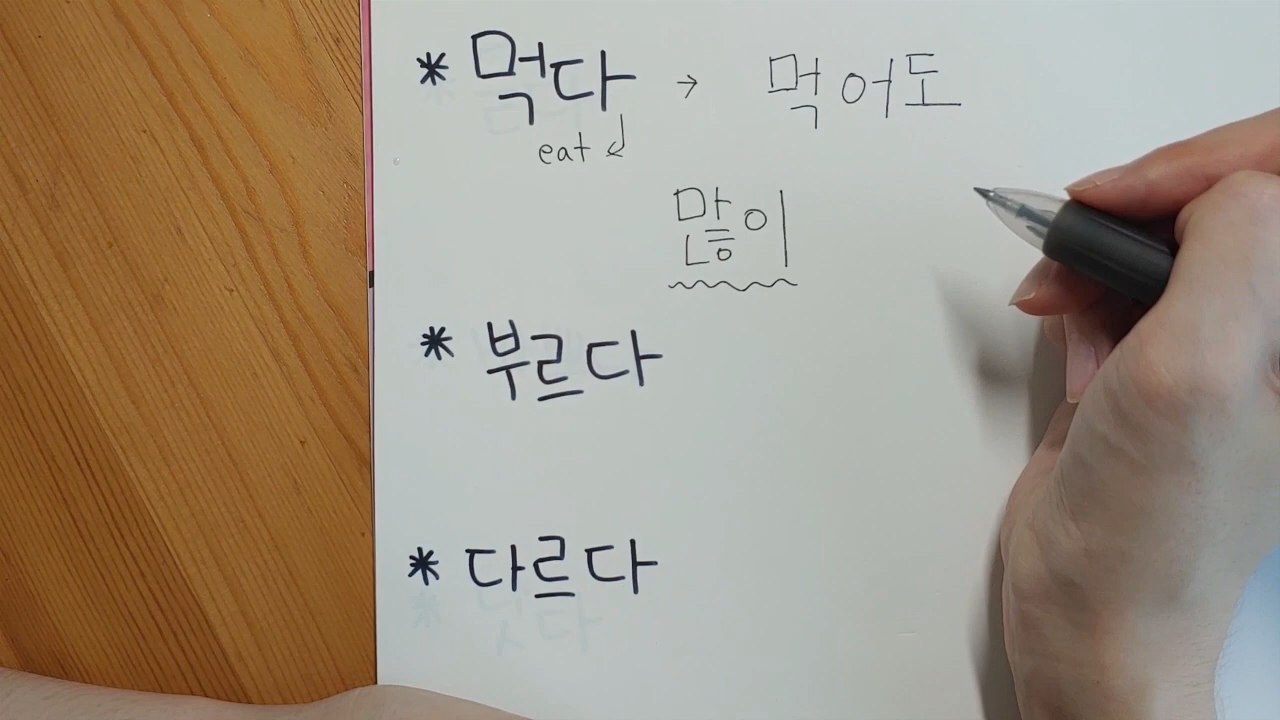 * 먹다 → 먹어도
eat
많이
* 부르다
* 다르다